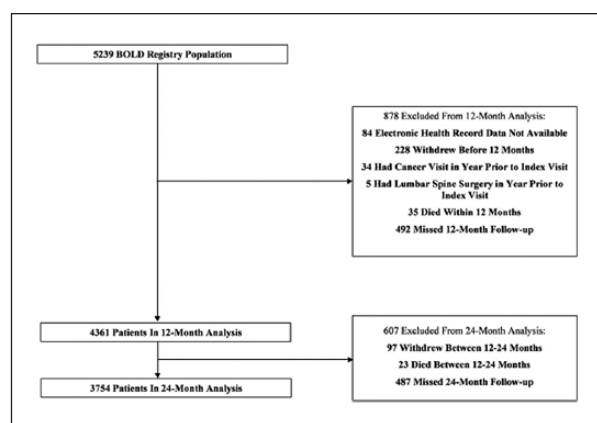 5239 BOLD Registry Population
878 Excluded From 12-Month Analysis:
84 Electronic Health Record Data Not Available
228 Withdrew Before 12 Months
34 Had Cancer Visit in Year Prior to Index Visit
5 Had Lumbar Spine Surgery in Year Prior to
Index Visit
35 Died Within 12 Months
492 Missed 12-Month Follow-up
4361 Patients In 12-Month Analysis
607 Excluded From 24-Month Analysis:
97 Withdrew Between 12-24 Months
23 Died Between 12-24 Months
487 Missed 24-Month Follow-up
3754 Patients In 24-Month Analysis